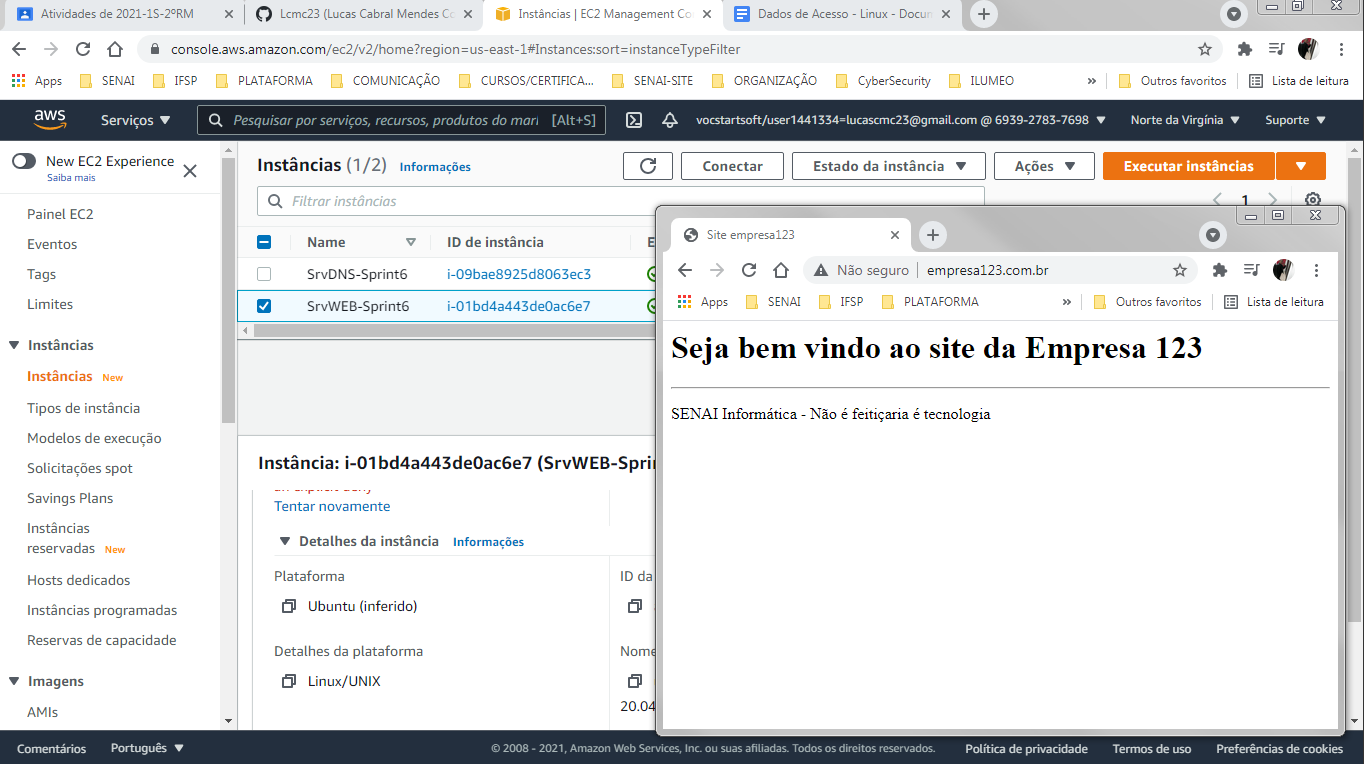 Atividades de 2021-1S-2ºRM
Lcmc23 (Lucas Cabral Mendes Co
Instâncias | EC2 Management Co
Dados de Acesso - Linux - Docun
console.aws.amazon.com/ec2/v2/home?region=us-east-1#Instances:sort=instanceTypeFilter
Apps SENAI IFSP PLATAFORMA COMUNICAÇÃO CURSOS/CERTIFICA... SENAI-SITE ORGANIZAÇÃO CyberSecurity ILUMEO » Outros favoritos Lista de leitura
aws Serviços Pesquisar por serviços, recursos, produtos do mar [Alt+S] vocstartsoft/user1441334=lucascmc23@gmail.com @ 6939-2783-7698 Norte da Virgínia Suporte
New EC2 Experience
Saiba mais
Painel EC2
Eventos
Tags
Limites
Instâncias
Instâncias New
Tipos de instância
Modelos de execução
Solicitações spot
Savings Plans
Instâncias
reservadas New
Hosts dedicados
Instâncias programadas
Reservas de capacidade
Imagens
AMIs
Instâncias (1/2) Informações Conectar Estado da instância Ações Executar instâncias
Filtrar instâncias 1
Name ID de instância E
SrvDNS-Sprint6 i-09bae8925d8063ec3
SrvWEB-Sprint6 i-01bd4a443de0ac6e7
Instância: i-01bd4a443de0ac6e7 (SrvWEB-Sprin
Tentar novamente
Detalhes da instância Informações
Plataforma ID da
Ubuntu (inferido)
Detalhes da plataforma Nome
Linux/UNIX
20.04
Site empresa123
Não seguro empresa123.com.br
Apps SENAI IFSP PLATAFORMA » Outros favoritos Lista de leitura
Seja bem vindo ao site da Empresa 123
SENAI Informática - Não é feitiçaria é tecnologia
Comentários Português © 2008 - 2021, Amazon Web Services, Inc. ou suas afiliadas. Todos os direitos reservados. Política de privacidade Termos de uso Preferências de cookies